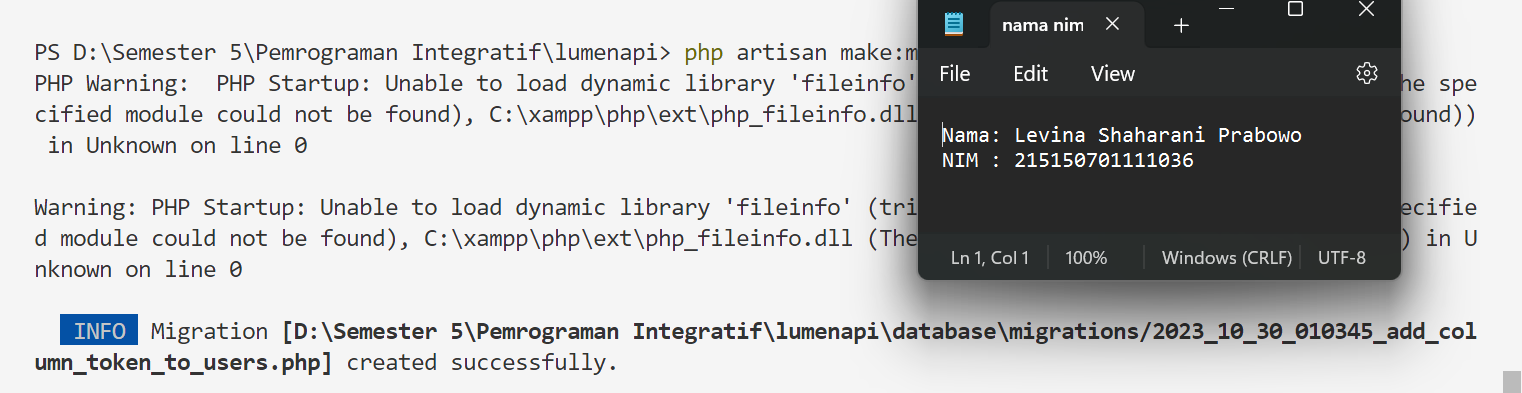 PS D:\Semester 5\Pemrograman Integratif\lumenapi> php artisan make:m
PHP Warning:  PHP Startup: Unable to load dynamic library 'fileinfo' he spe
cified module could not be found), C:\xampp\php\ext\php_fileinfo.dll ound))
 in Unknown on line 0
Warning: PHP Startup: Unable to load dynamic library 'fileinfo' (tri ecifie
d module could not be found), C:\xampp\php\ext\php_fileinfo.dll (The ) in U
nknown on line 0
INFO Migration [D:\Semester 5\Pemrograman Integratif\lumenapi\database\migrations/2023_10_30_010345_add_col
umn_token_to_users.php] created successfully.
nama nim
File Edit View
Nama: Levina Shaharani Prabowo
NIM : 215150701111036
Ln 1, Col 1 100% Windows (CRLF) UTF-8